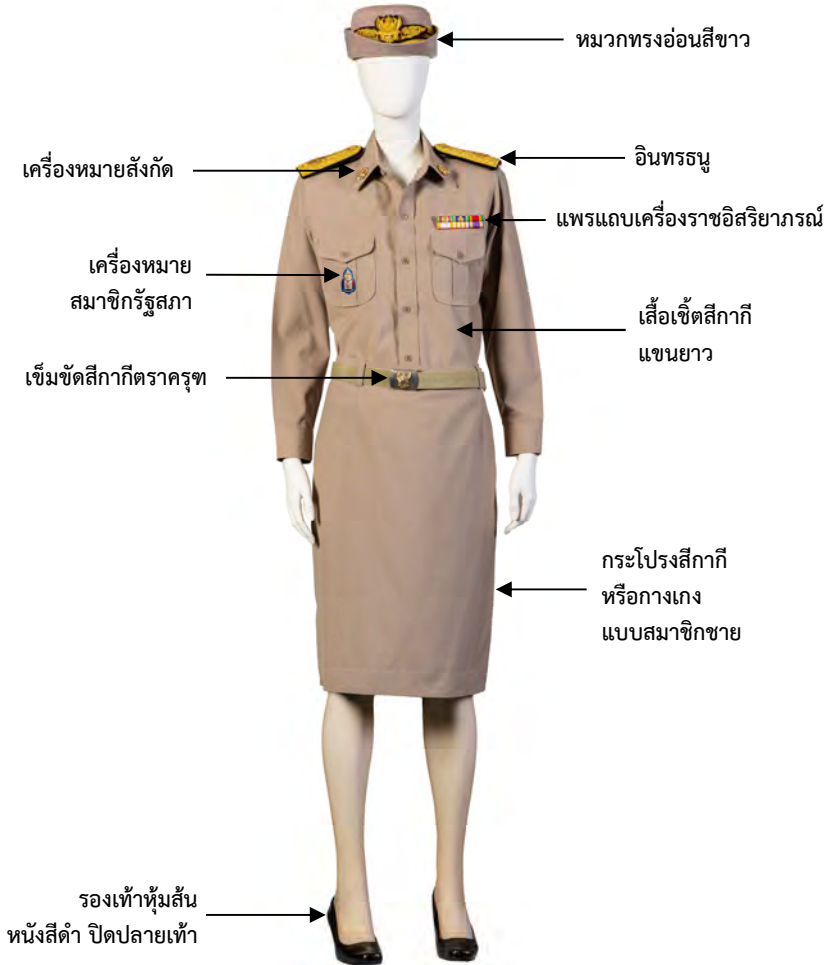 หมวกทรงอ่อนสีขาว
เครื่องหมายสังกัด
อินทรธนู
แพรแถบเครื่องราชอิสริยาภรณ์
เครื่องหมาย
สมาชิกรัฐสภา
เสื้อเชิ้ตสีกากี
แขนยาว
เข็มขัดสีกากีตราครุฑ
กระโปรงสีกากี
หรือกางเกง
แบบสมาชิกชาย
รองเท้าหุ้มส้น
หนังสีดำ ปิดปลายเท้า